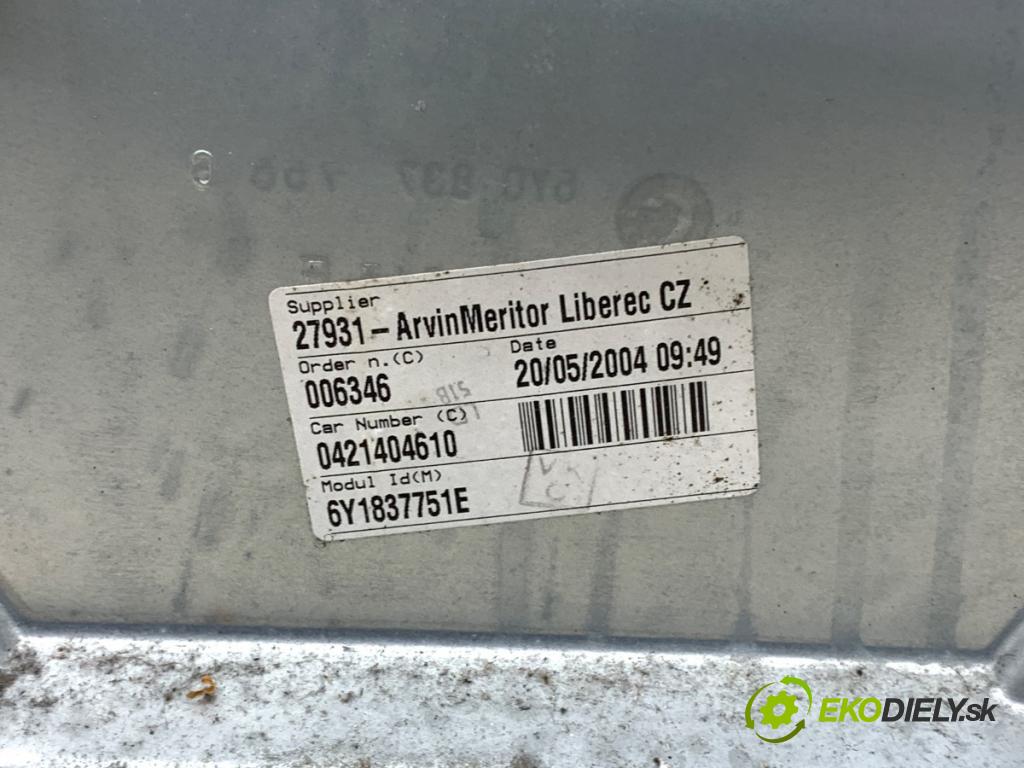 Supplier
27931-ArvinMeritor Liberec CZ
Order n.(C)
006346
Date
20/05/2004 09:49
Car Number (C)
0421404610
Modul Id(M)
6Y1837751E
EKODIELY.sk